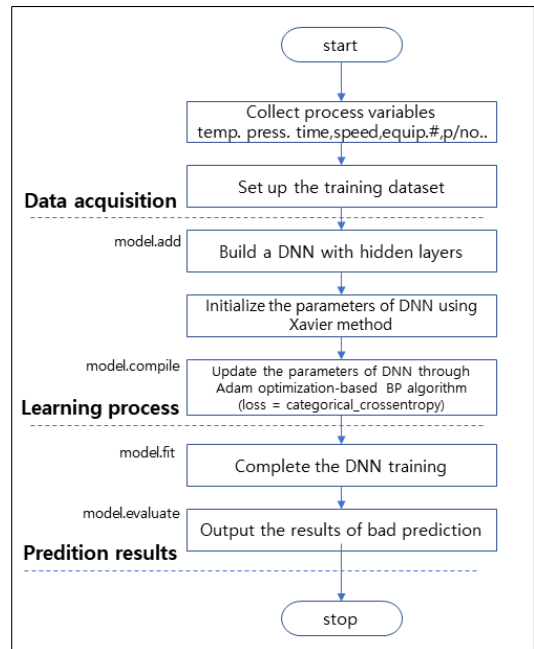 start
Collect process variables
temp. press. time,speed,equip.#,p/no..
Set up the training dataset
Data acquisition
model.add
Build a DNN with hidden layers
Initialize the parameters of DNN using
Xavier method
model.compile
Update the parameters of DNN through
Adam optimization-based BP algorithm
(loss = categorical_crossentropy)
Learning process
model.fit
Complete the DNN training
model.evaluate
Output the results of bad prediction
Predition results
stop